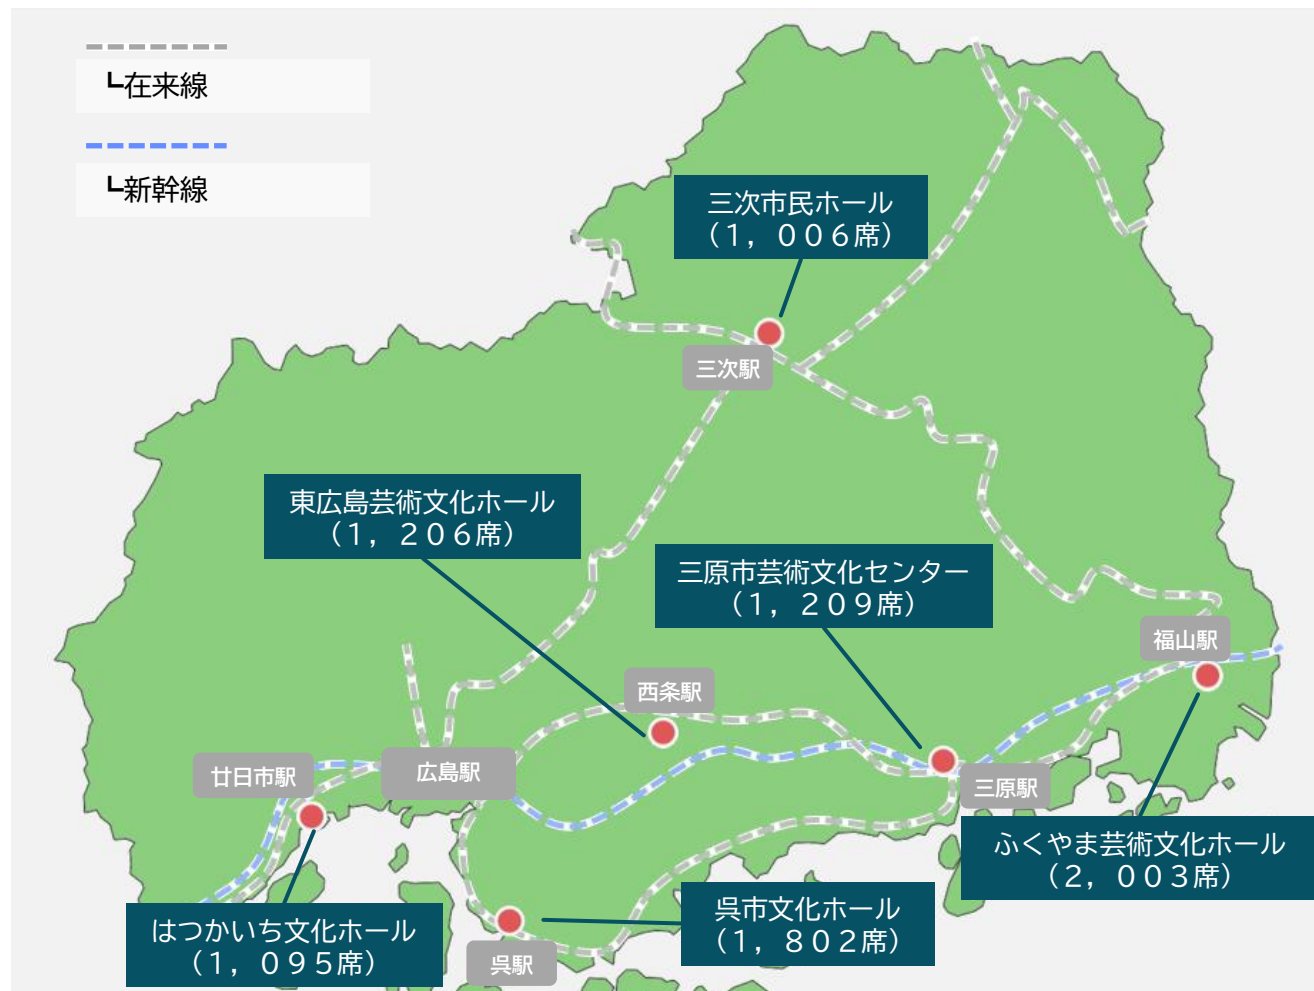 ┗在来線
┗新幹線
三次市民ホール
（１，００６席）
三次駅
東広島芸術文化ホール
（１，２０６席）
三原市芸術文化センター
（１，２０９席）
福山駅
西条駅
廿日市駅
広島駅
三原駅
ふくやま芸術文化ホール
（２，００３席）
呉市文化ホール
（１，８０２席）
はつかいち文化ホール
（１，０９５席）
呉駅